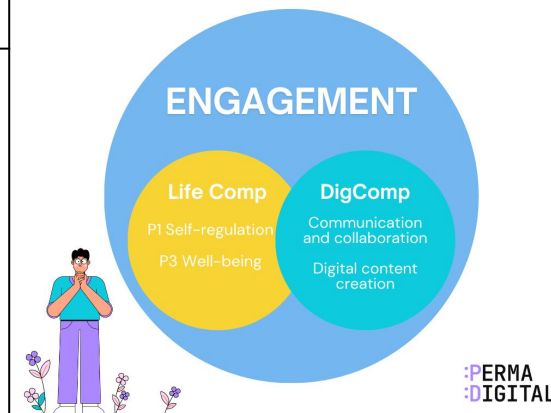 ENGAGEMENT
Life Comp
P1 Self-regulation
P3 Well-being
DigComp
Communication
and collaboration
Digital content
creation
:PERMA
:DIGITAL